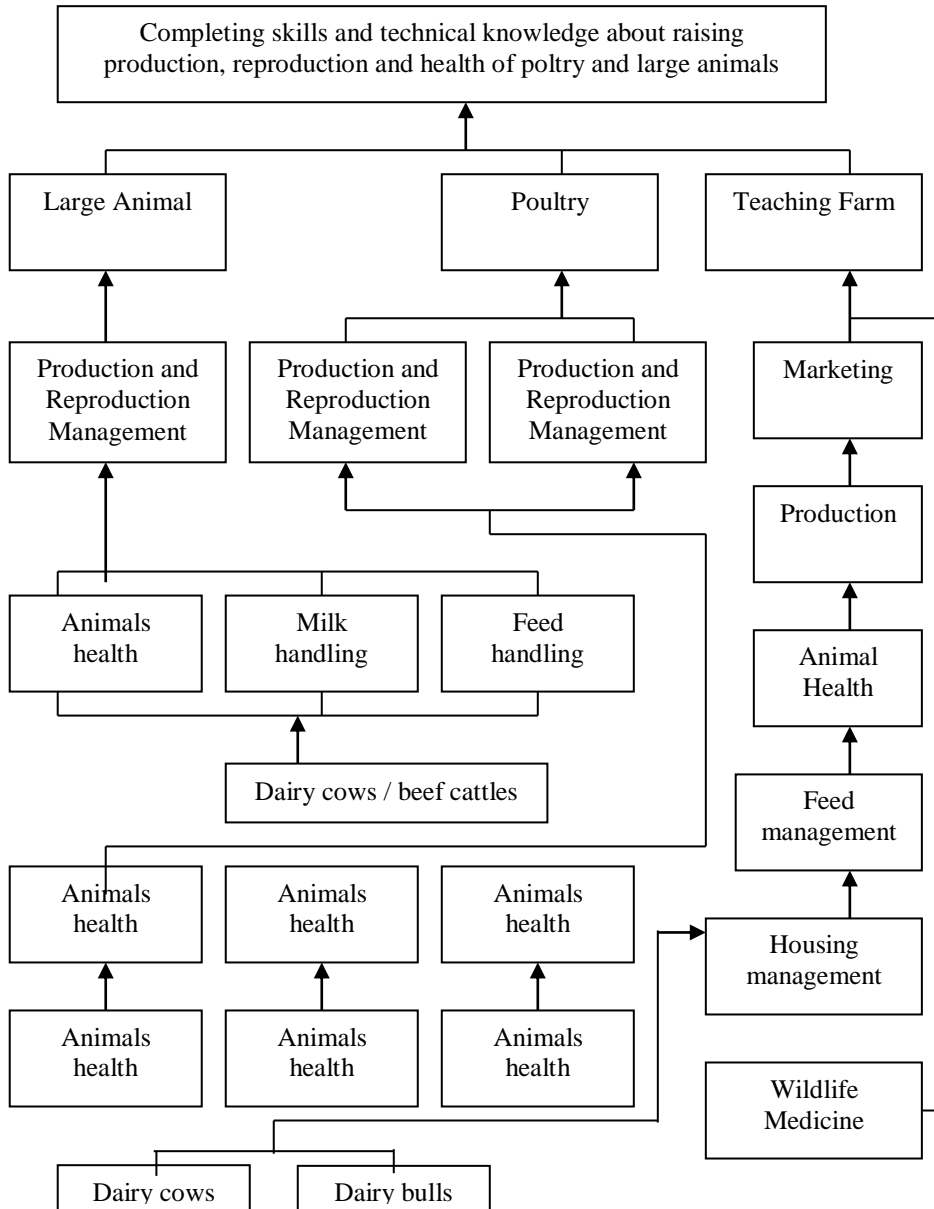 Completing skills and technical knowledge about raising
production, reproduction and health of poltry and large animals
Large Animal
Poultry
Teaching Farm
Production and
Reproduction
Management
Production and
Reproduction
Management
Production and
Reproduction
Management
Marketing
Production
Animals
health
Milk
handling
Feed
handling
Animal
Health
Dairy cows / beef cattles
Feed
management
Animals
health
Animals
health
Animals
health
Housing
management
Animals
health
Animals
health
Animals
health
Wildlife
Medicine
Dairy cows
Dairy bulls